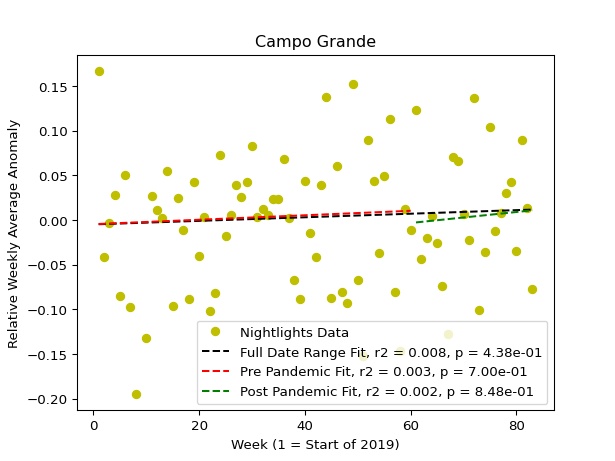 Campo Grande
Relative Weekly Average Anomaly
0.15
0.10
0.05
0.00
−0.05
−0.10
−0.15
−0.20
Nightlights Data
Full Date Range Fit, r2 = 0.008, p = 4.38e-01
Pre Pandemic Fit, r2 = 0.003, p = 7.00e-01
Post Pandemic Fit, r2 = 0.002, p = 8.48e-01
0 20 40 60 80
Week (1 = Start of 2019)